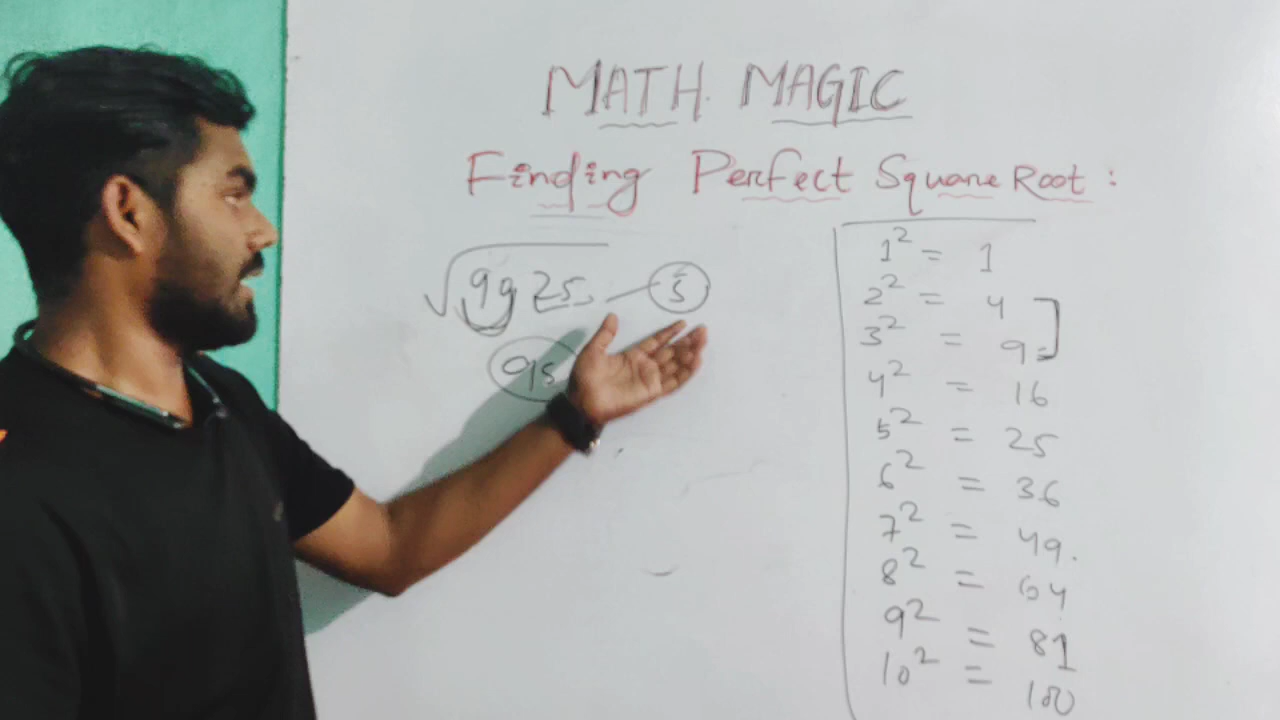 MATH MAGIC
Finding Perfect Square Root :
√9025 5
95
1² = 1
2² = 4
3² = 9
4² = 16
5² = 25
6² = 36
7² = 49.
8² = 64
9² = 81
10² = 100